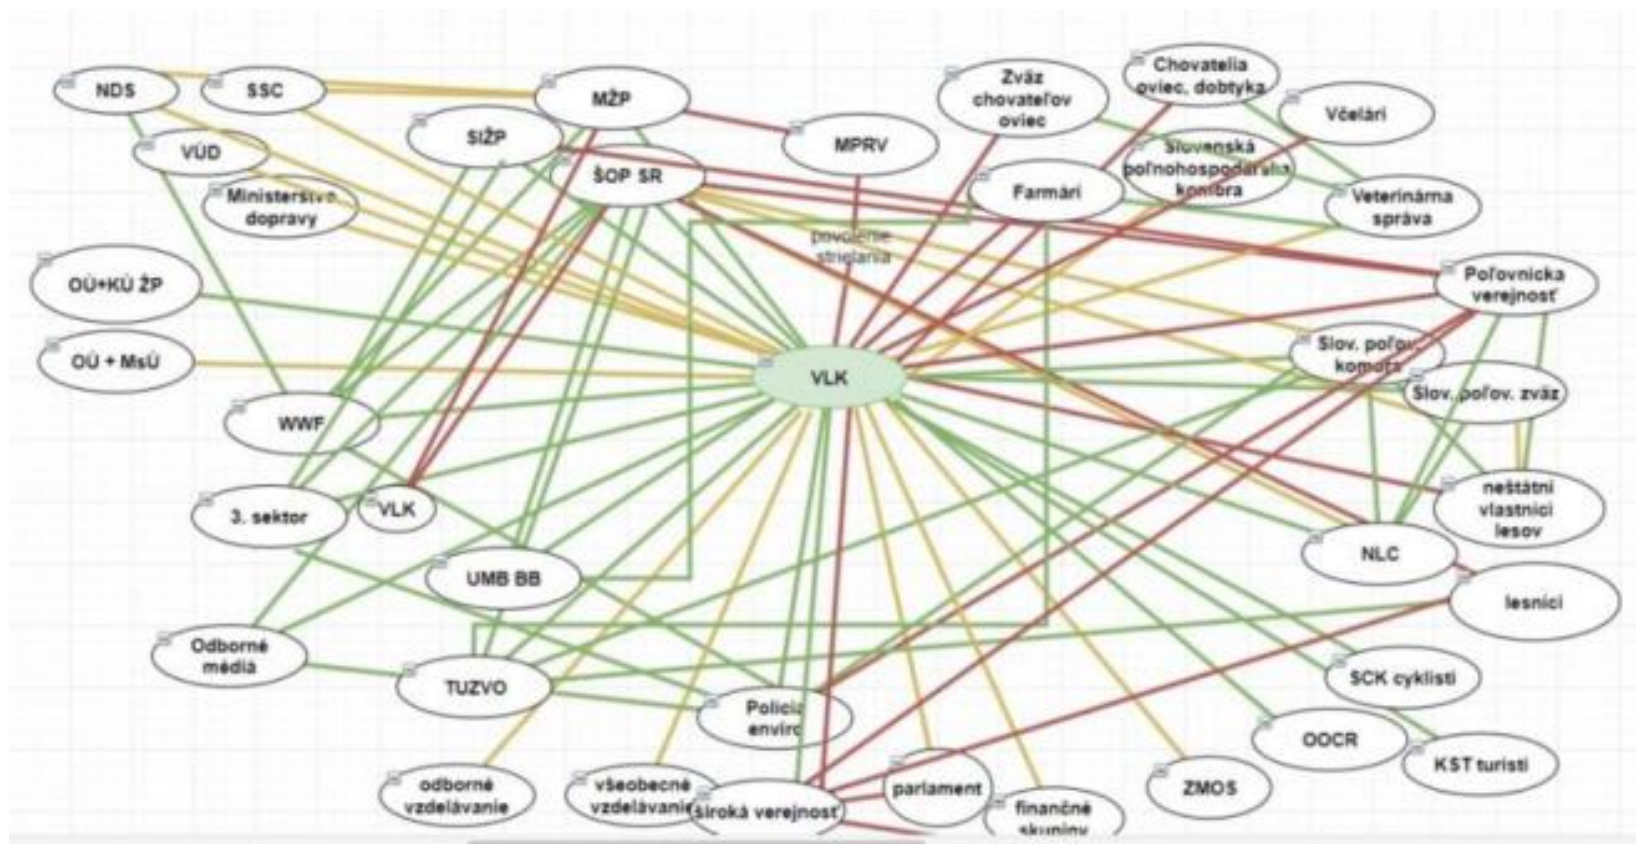 NDS
SSC
MŽP
Zväz
chovateľov
oviec
Chovatelia
oviec, dobtyka
Včelári
VÚD
SIŽP
MPRV
ŠOP SR
Farmári
Slovenská
poľnohospodárska
komora
Veterinárna
správa
Ministerstvo
dopravy
povolenie
strielania
OÚ+KÚ ŽP
Poľovnícka
verejnosť
OÚ + MsÚ
VLK
Slov. poľov.
komora
Slov. poľov. zväz
WWF
3. sektor
VLK
neštátni
vlastníci
lesov
NLC
UMB BB
lesníci
Odborné
médiá
TUZVO
Polícia
enviro
SCK cyklisti
OOCR
KST turisti
odborné
vzdelávanie
všeobecné
vzdelávanie
široká verejnosť
parlament
finančné
skupiny
ZMOS